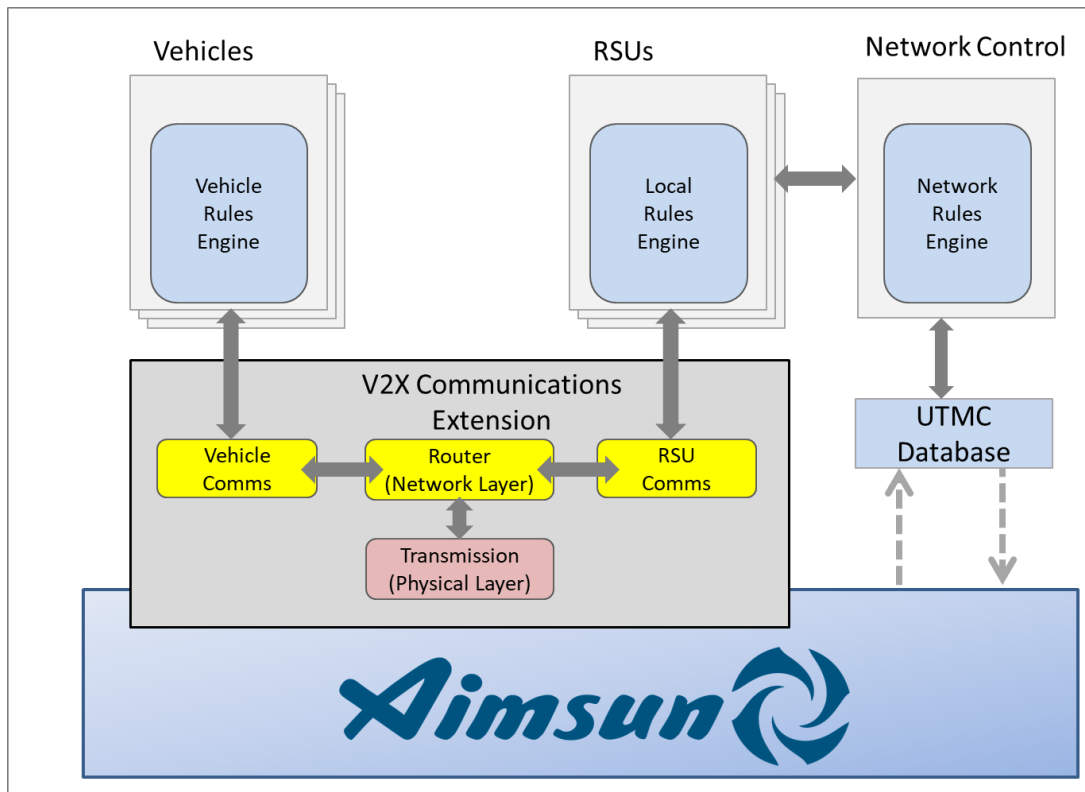 Vehicles
RSUs
Network Control
Vehicle
Rules
Engine
Local
Rules
Engine
Network
Rules
Engine
V2X Communications
Extension
Vehicle
Comms
Router
(Network Layer)
RSU
Comms
Transmission
(Physical Layer)
UTMC
Database
Aimsun